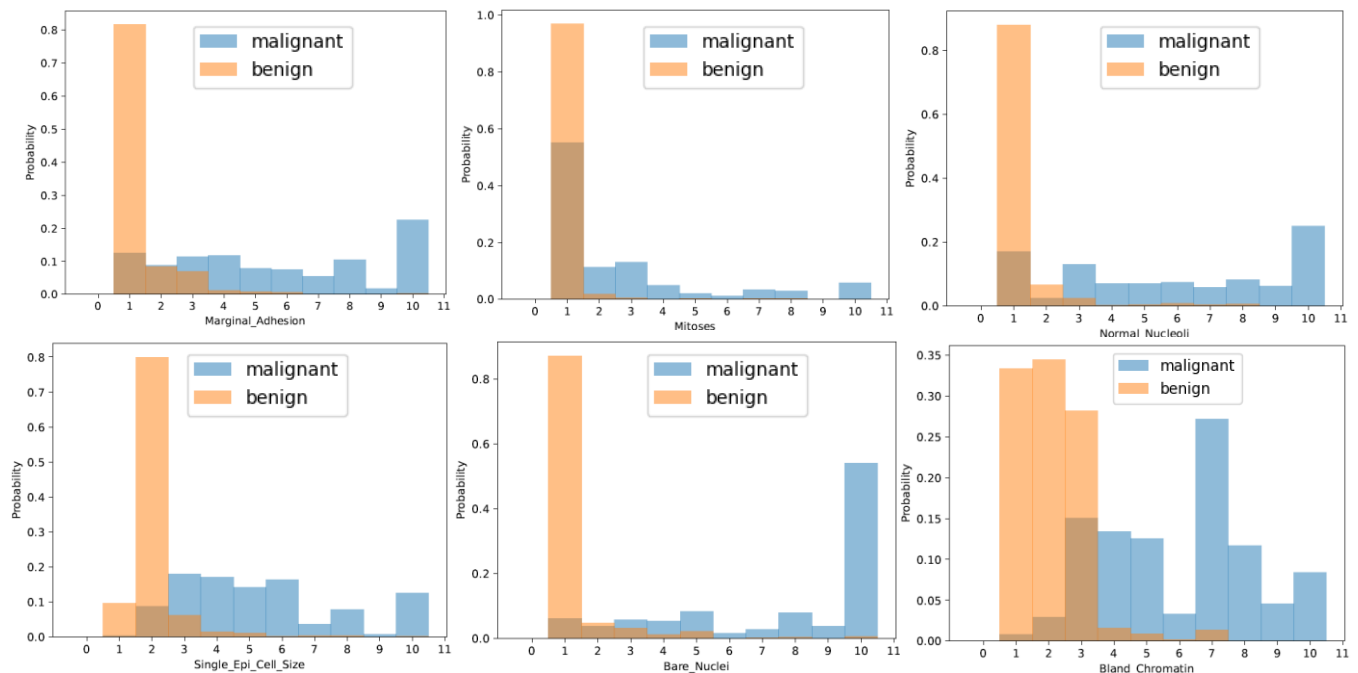 Probability
0.8
0.7
0.6
0.5
0.4
0.3
0.2
0.1
0.0
malignant
benign
0 1 2 3 4 5 6 7 8 9 10 11
Marginal_Adhesion
Probability
1.0
0.8
0.6
0.4
0.2
0.0
malignant
benign
0 1 2 3 4 5 6 7 8 9 10 11
Mitoses
Probability
0.8
0.6
0.4
0.2
0.0
malignant
benign
0 1 2 3 4 5 6 7 8 9 10 11
Normal_Nucleoli
Probability
0.8
0.7
0.6
0.5
0.4
0.3
0.2
0.1
0.0
malignant
benign
0 1 2 3 4 5 6 7 8 9 10 11
Single_Epi_Cell_Size
Probability
0.8
0.6
0.4
0.2
0.0
malignant
benign
0 1 2 3 4 5 6 7 8 9 10 11
Bare_Nuclei
Probability
0.35
0.30
0.25
0.20
0.15
0.10
0.05
0.00
malignant
benign
0 1 2 3 4 5 6 7 8 9 10 11
Bland_Chromatin